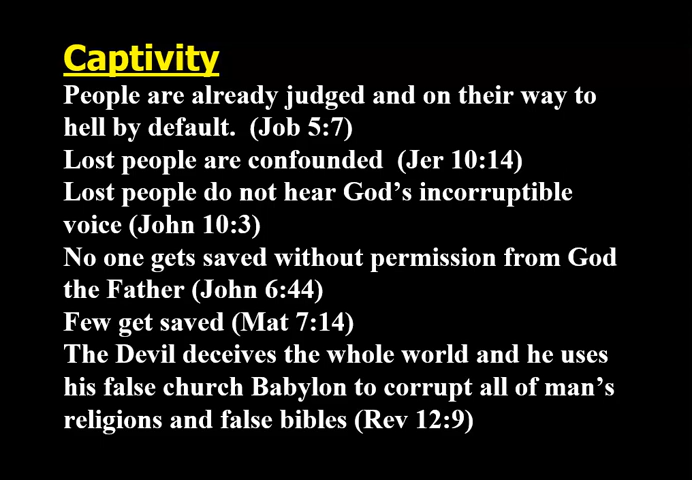 Captivity
People are already judged and on their way to
hell by default.  (Job 5:7)
Lost people are confounded  (Jer 10:14)
Lost people do not hear God’s incorruptible
voice (John 10:3)
No one gets saved without permission from God
the Father (John 6:44)
Few get saved (Mat 7:14)
The Devil deceives the whole world and he uses
his false church Babylon to corrupt all of man’s
religions and false bibles (Rev 12:9)